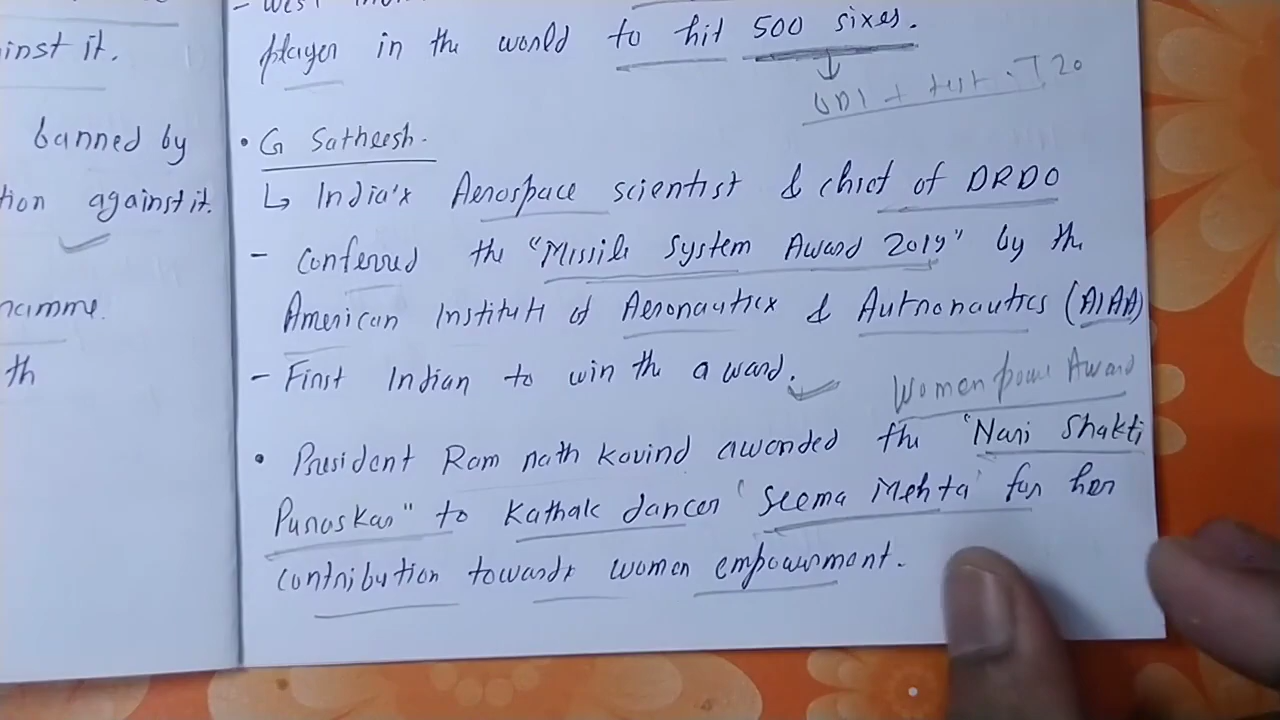 inst it.
banned by
tion against it.
namme.
th
- West Indi
player in the world to hit 500 sixes.
ODI + test + T20
• G Satheesh.
↳ India's Aerospace scientist & chief of DRDO
- Conferred the "Missile System Award 2019" by the
American Institute of Aeronautics & Autronautics (AIAA)
- First Indian to win the award.
Women power Award
• President Ram nath Kovind awarded the "Nari Shakti
Puraskar" to Kathak dancer 'Seema Mehta' for her
contribution towards women empowerment.